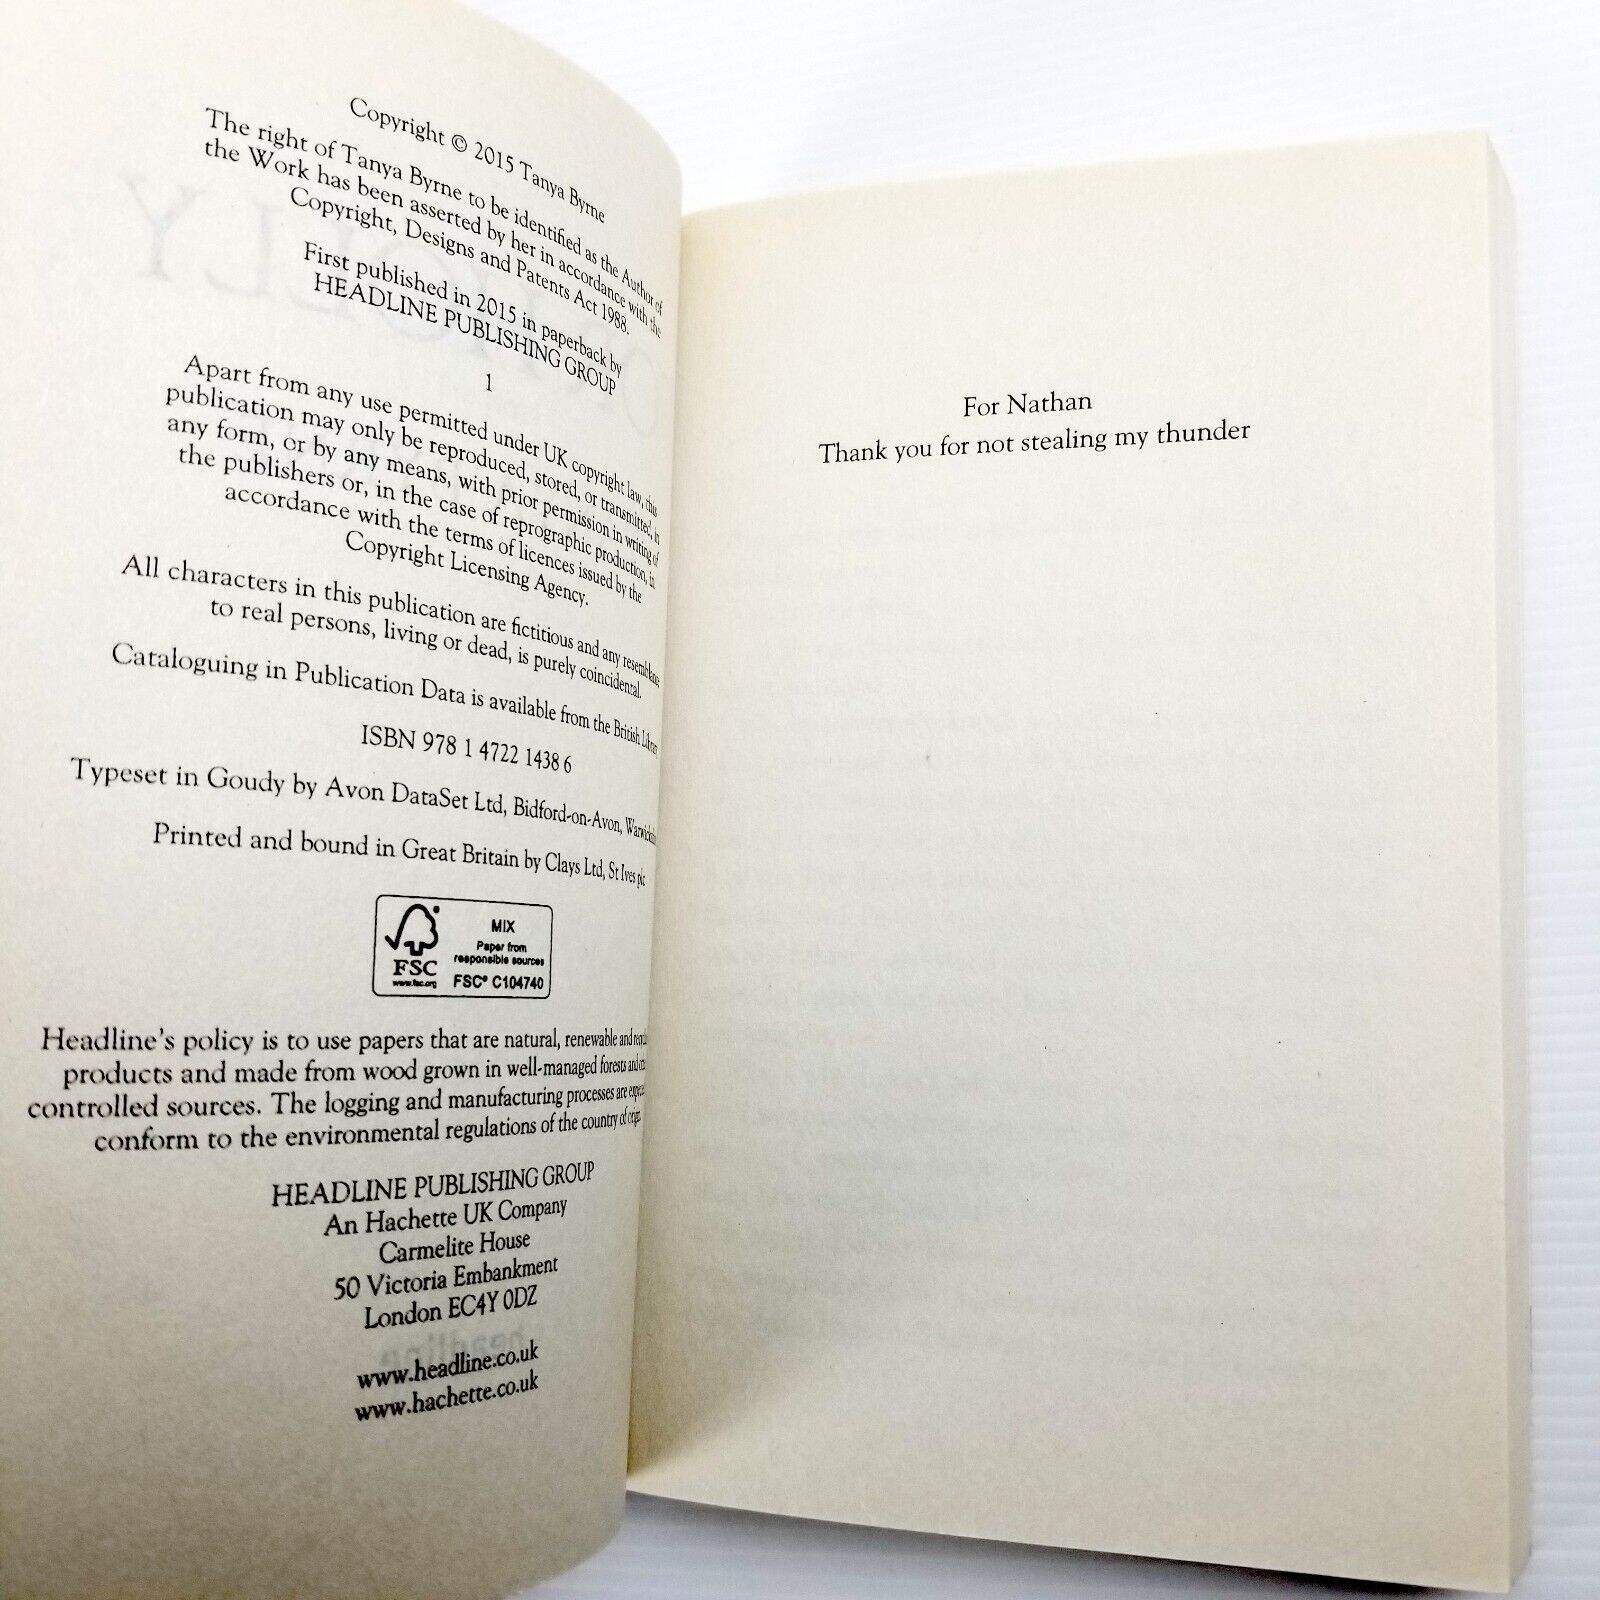 Copyright © 2015 Tanya Byrne
The right of Tanya Byrne to be identified as the Author of
the Work has been asserted by her in accordance with the
Copyright, Designs and Patents Act 1988.
First published in 2015 in paperback by
HEADLINE PUBLISHING GROUP
1
Apart from any use permitted under UK copyright law, this
publication may only be reproduced, stored, or transmitted, in
any form, or by any means, with prior permission in writing of
the publishers or, in the case of reprographic production, in
accordance with the terms of licences issued by the
Copyright Licensing Agency.
All characters in this publication are fictitious and any
to real persons, living or dead, is purely coincidental.
Cataloguing in Publication Data is available from the British Library
ISBN 978 1 4722 1438 6
Typeset in Goudy by Avon DataSet Ltd, Bidford-on-Avon,
Printed and bound in Great Britain by Clays Ltd, St Ives plc
FSC
www.fsc.org
MIX
Paper from
responsible sources
FSC® C104740
Headline's policy is to use papers that are natural, renewable and
products and made from wood grown in well-managed forests and
controlled sources. The logging and manufacturing processes are
conform to the environmental regulations of the country of
HEADLINE PUBLISHING GROUP
An Hachette UK Company
Carmelite House
50 Victoria Embankment
London EC4Y 0DZ
www.headline.co.uk
www.hachette.co.uk
For Nathan
Thank you for not stealing my thunder